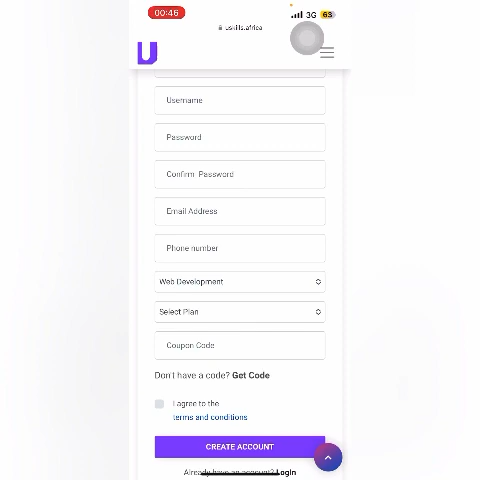 00:46
3G 63
uskills.africa
U
Username
Password
Confirm Password
Email Address
Phone number
Web Development
Select Plan
Coupon Code
Don't have a code? Get Code
I agree to the
terms and conditions
CREATE ACCOUNT
Already have an account? Login